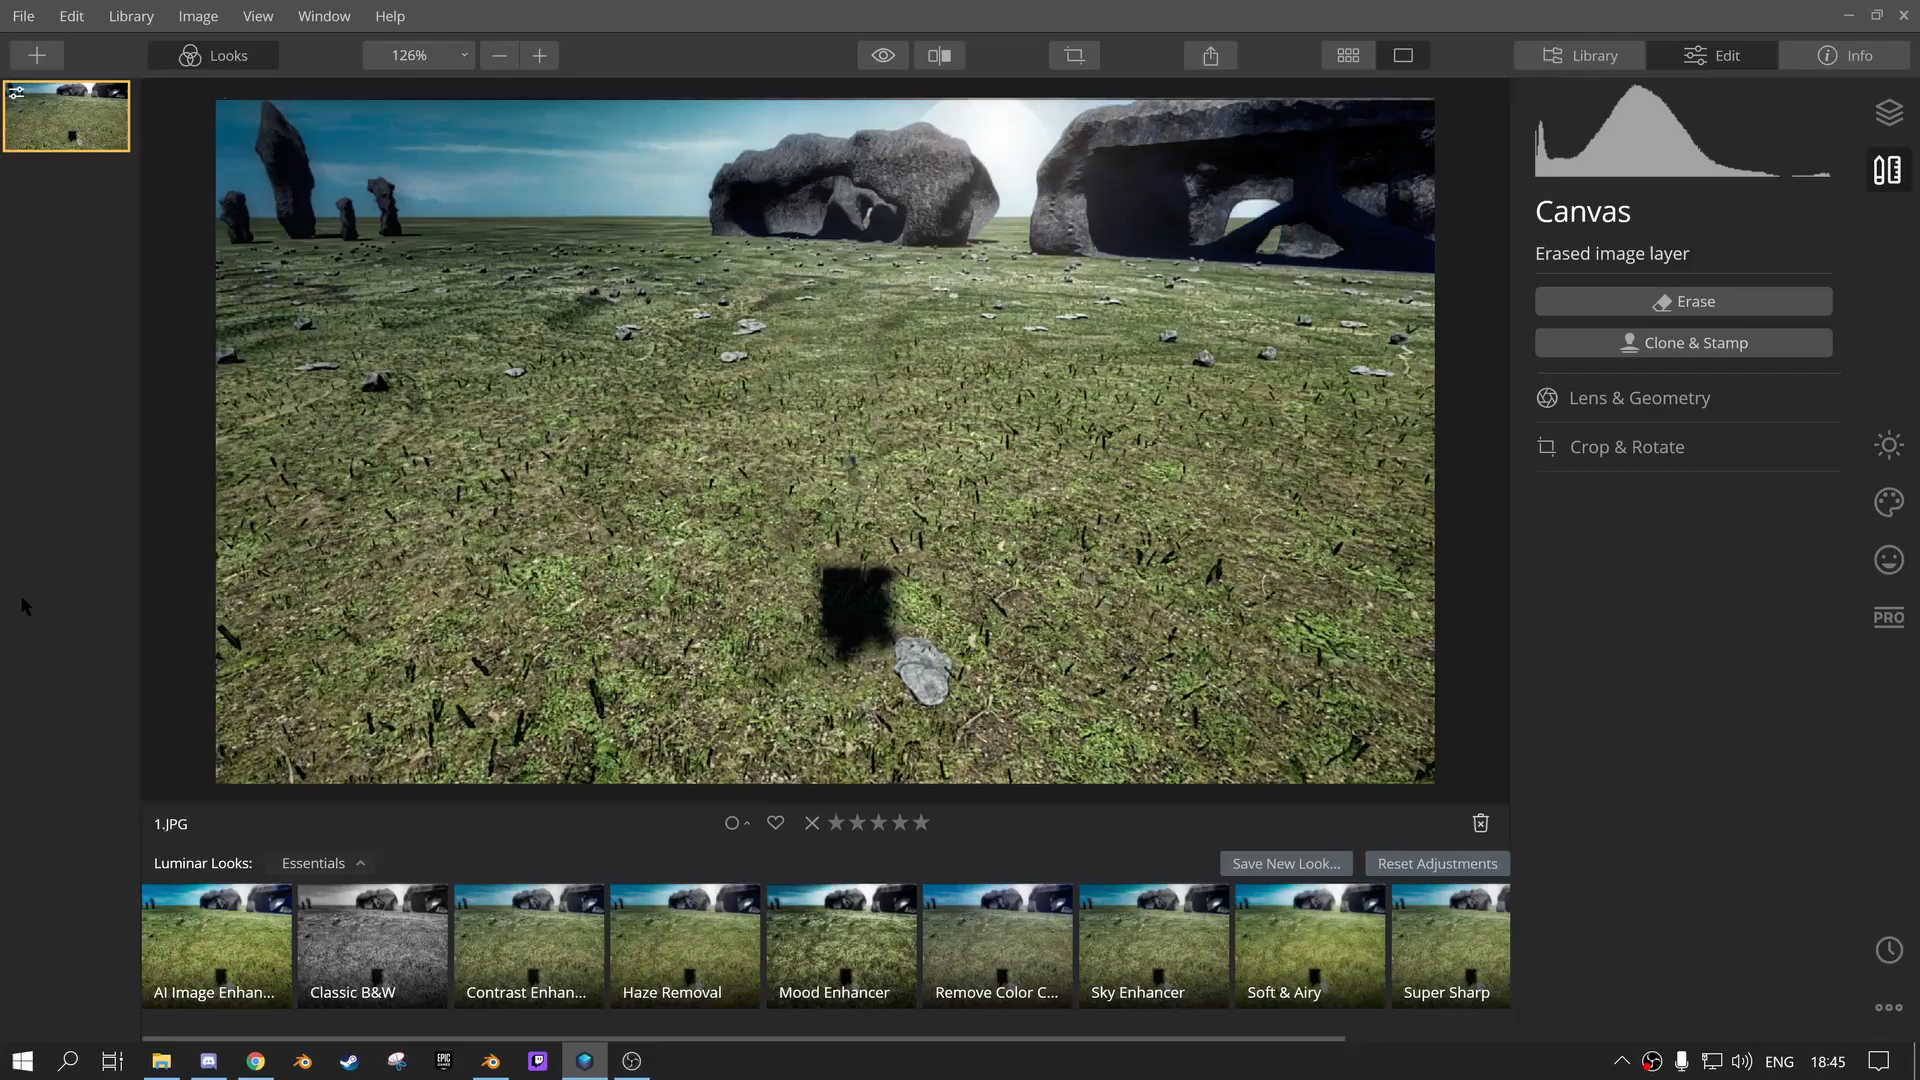 File Edit Library Image View Window Help
Looks 126% Library Edit Info
Canvas
Erased image layer
Erase
Clone & Stamp
Lens & Geometry
Crop & Rotate
PRO
1.JPG
Luminar Looks: Essentials Save New Look... Reset Adjustments
AI Image Enhan... Classic B&W Contrast Enhan... Haze Removal Mood Enhancer Remove Color C... Sky Enhancer Soft & Airy Super Sharp
EPIC GAMES ENG 18:45